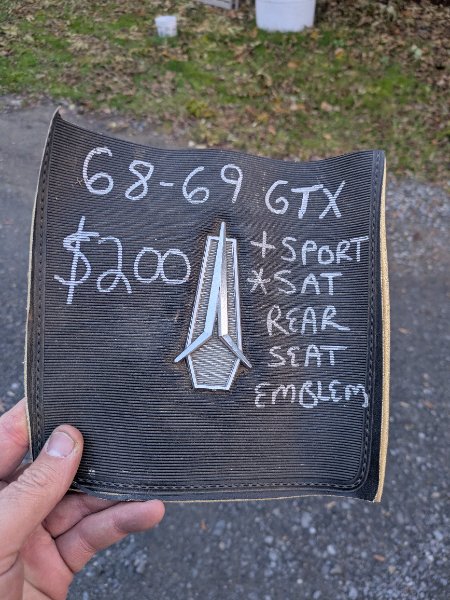 68-69 GTX
$200
+ SPORT
*SAT
REAR
SEAT
EMBLEM